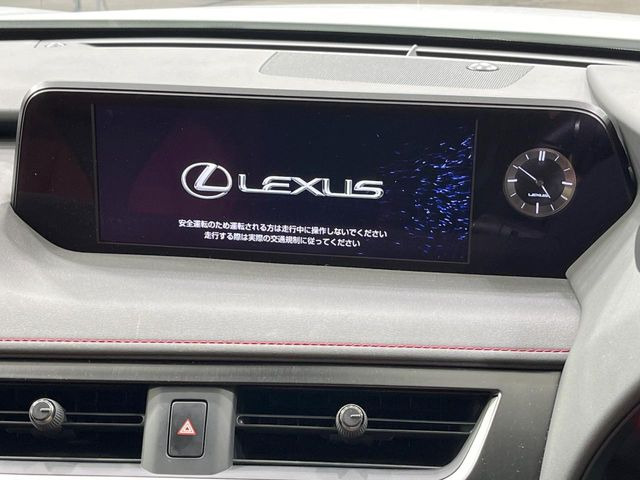 LEXUS
安全運転のため運転される方は走行中に操作しないでください
走行する際は実際の交通規制に従ってください
LEXUS